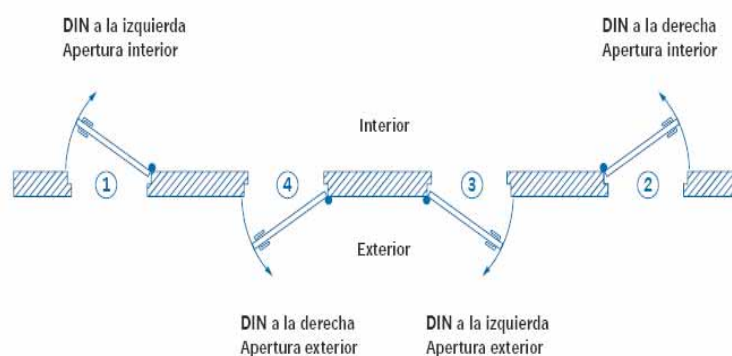 DIN a la izquierda
Apertura interior
DIN a la derecha
Apertura interior
Interior
1
4
3
2
Exterior
DIN a la derecha
Apertura exterior
DIN a la izquierda
Apertura exterior